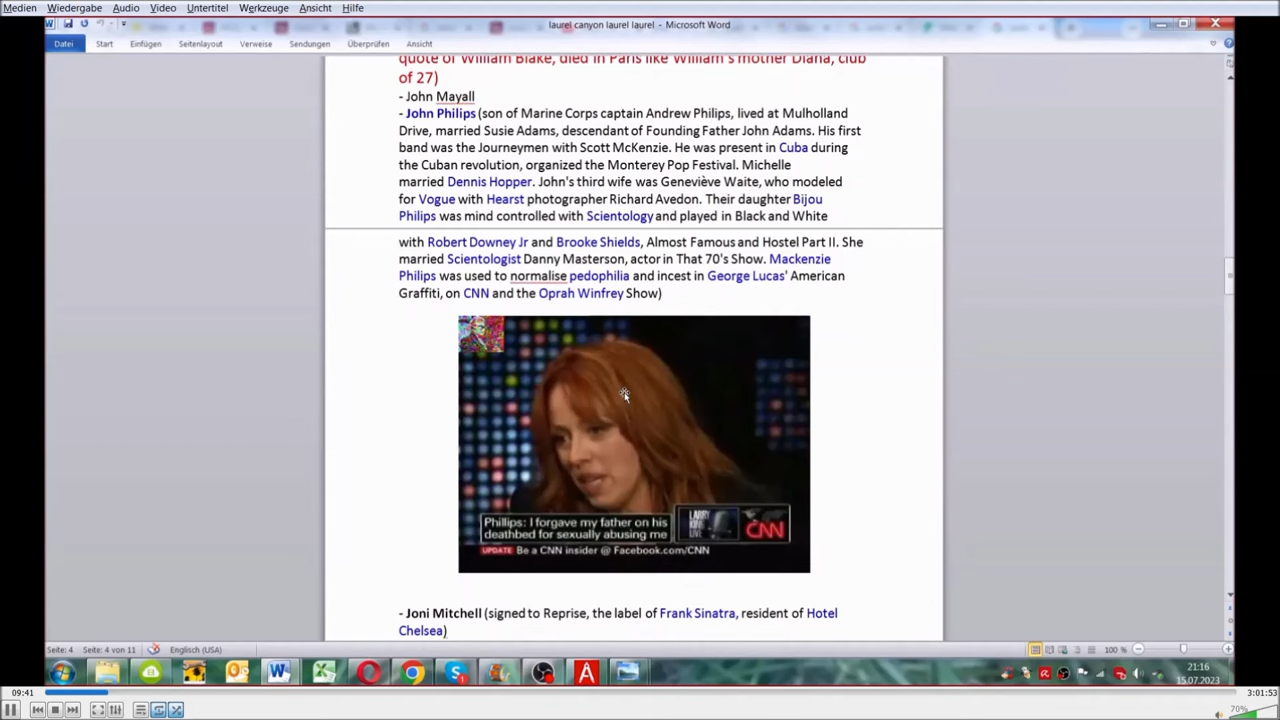 Medien Wiedergabe Audio Video Untertitel Werkzeuge Ansicht Hilfe
laurel canyon laurel laurel - Microsoft Word
Datei Start Einfügen Seitenlayout Verweise Sendungen Überprüfen Ansicht
quote of William Blake, died in Paris like William's mother Diana, club
of 27)
- John Mayall
- John Philips (son of Marine Corps captain Andrew Philips, lived at Mulholland
Drive, married Susie Adams, descendant of Founding Father John Adams. His first
band was the Journeymen with Scott McKenzie. He was present in Cuba during
the Cuban revolution, organized the Monterey Pop Festival. Michelle
married Dennis Hopper. John's third wife was Geneviève Waite, who modeled
for Vogue with Hearst photographer Richard Avedon. Their daughter Bijou
Philips was mind controlled with Scientology and played in Black and White
with Robert Downey Jr and Brooke Shields, Almost Famous and Hostel Part II. She
married Scientologist Danny Masterson, actor in That 70's Show. Mackenzie
Philips was used to normalise pedophilia and incest in George Lucas' American
Graffiti, on CNN and the Oprah Winfrey Show)
Phillips: I forgave my father on his
deathbed for sexually abusing me
LARRY
KING
LIVE
CNN
UPDATE Be a CNN insider @ Facebook.com/CNN
- Joni Mitchell (signed to Reprise, the label of Frank Sinatra, resident of Hotel
Chelsea)
Seite: 4 Seite: 4 von 11 Englisch (USA) 100 %
21:16
15.07.2023
09:41 3:01:53
70%